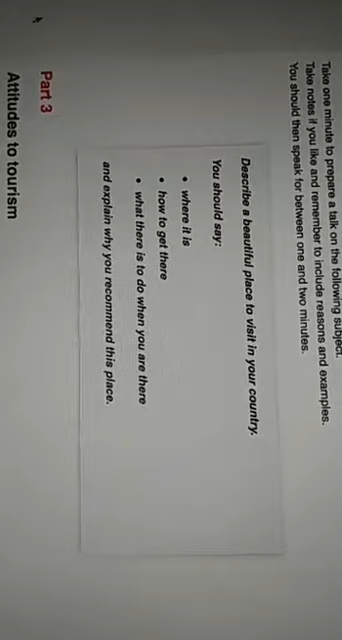 Take one minute to prepare a talk on the following subject.
Take notes if you like and remember to include reasons and examples.
You should then speak for between one and two minutes.
Describe a beautiful place to visit in your country.
You should say:
• where it is
• how to get there
• what there is to do when you are there
and explain why you recommend this place.
Part 3
Attitudes to tourism